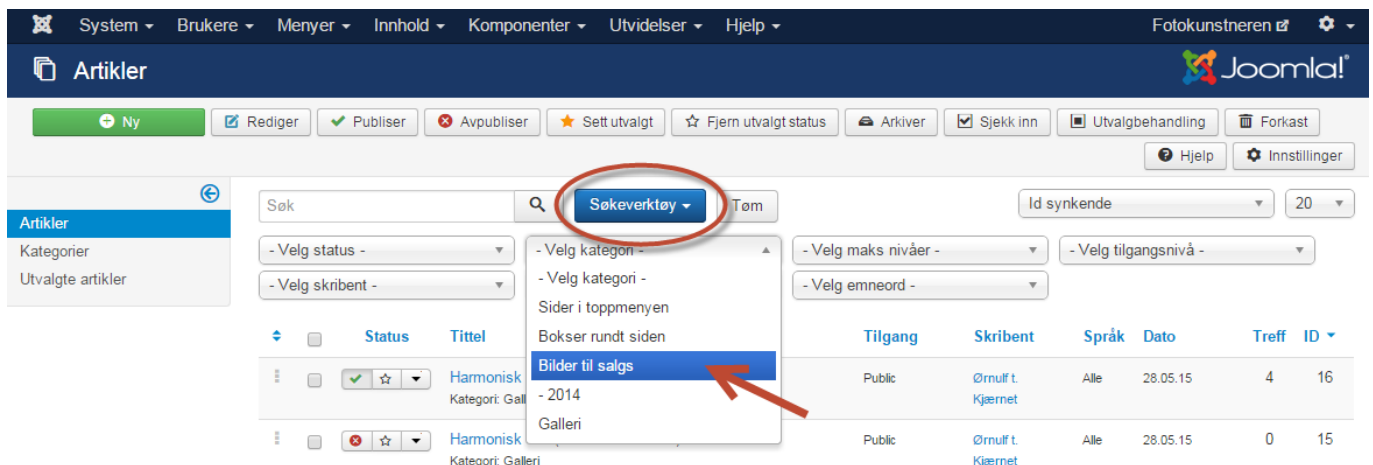 System Brukere Menyer Innhold Komponenter Utvidelser Hjelp Fotokunstneren
Artikler Joomla!
Ny Rediger Publiser Avpubliser Sett utvalgt Fjern utvalgt status Arkiver Sjekk inn Utvalgbehandling Forkast
Hjelp Innstillinger
Søk Søkeverktøy Tøm Id synkende 20
Artikler
Kategorier
Utvalgte artikler
- Velg status - - Velg kategori - - Velg maks nivåer - - Velg tilgangsnivå -
- Velg skribent - - Velg emneord -
- Velg kategori -
Sider i toppmenyen
Bokser rundt siden
Bilder til salgs
- 2014
Galleri
Status Tittel Tilgang Skribent Språk Dato Treff ID
Harmonisk Public Ørnulf t. Alle 28.05.15 4 16
Kategori: Gall Kjærnet
Harmonisk Public Ørnulf t. Alle 28.05.15 0 15
Kategori: Galleri Kjærnet